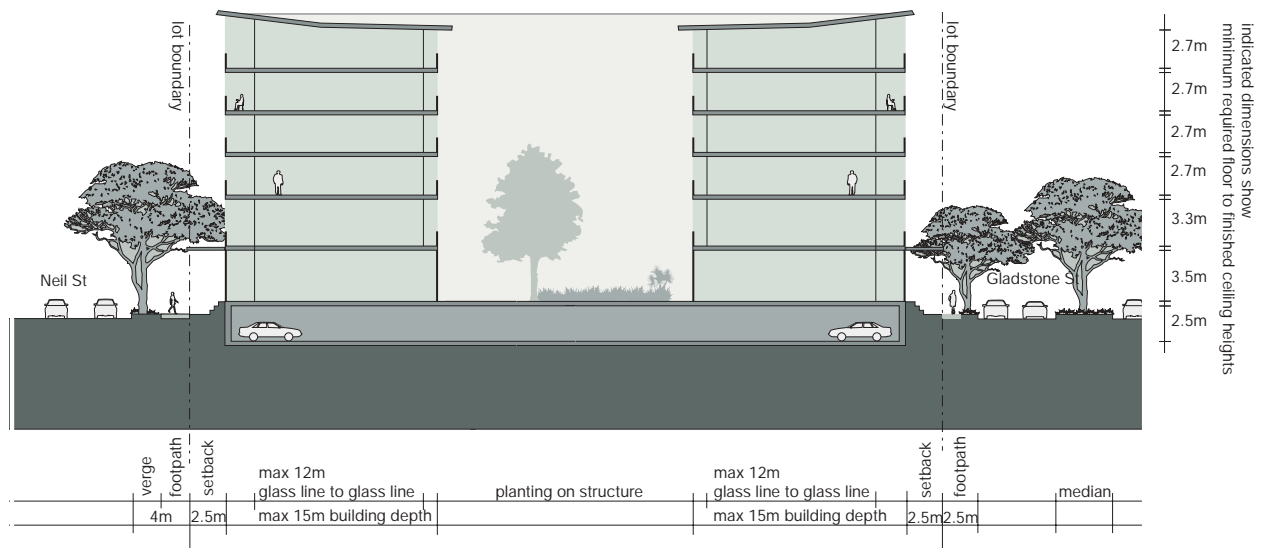 lot boundary
lot boundary
indicated dimensions show
minimum required floor to finished ceiling heights
2.7m
2.7m
2.7m
2.7m
3.3m
3.5m
2.5m
Neil St
Gladstone S
verge
footpath
setback
max 12m
glass line to glass line
planting on structure
max 12m
glass line to glass line
setback
footpath
median
4m
2.5m
max 15m building depth
max 15m building depth
2.5m
2.5m